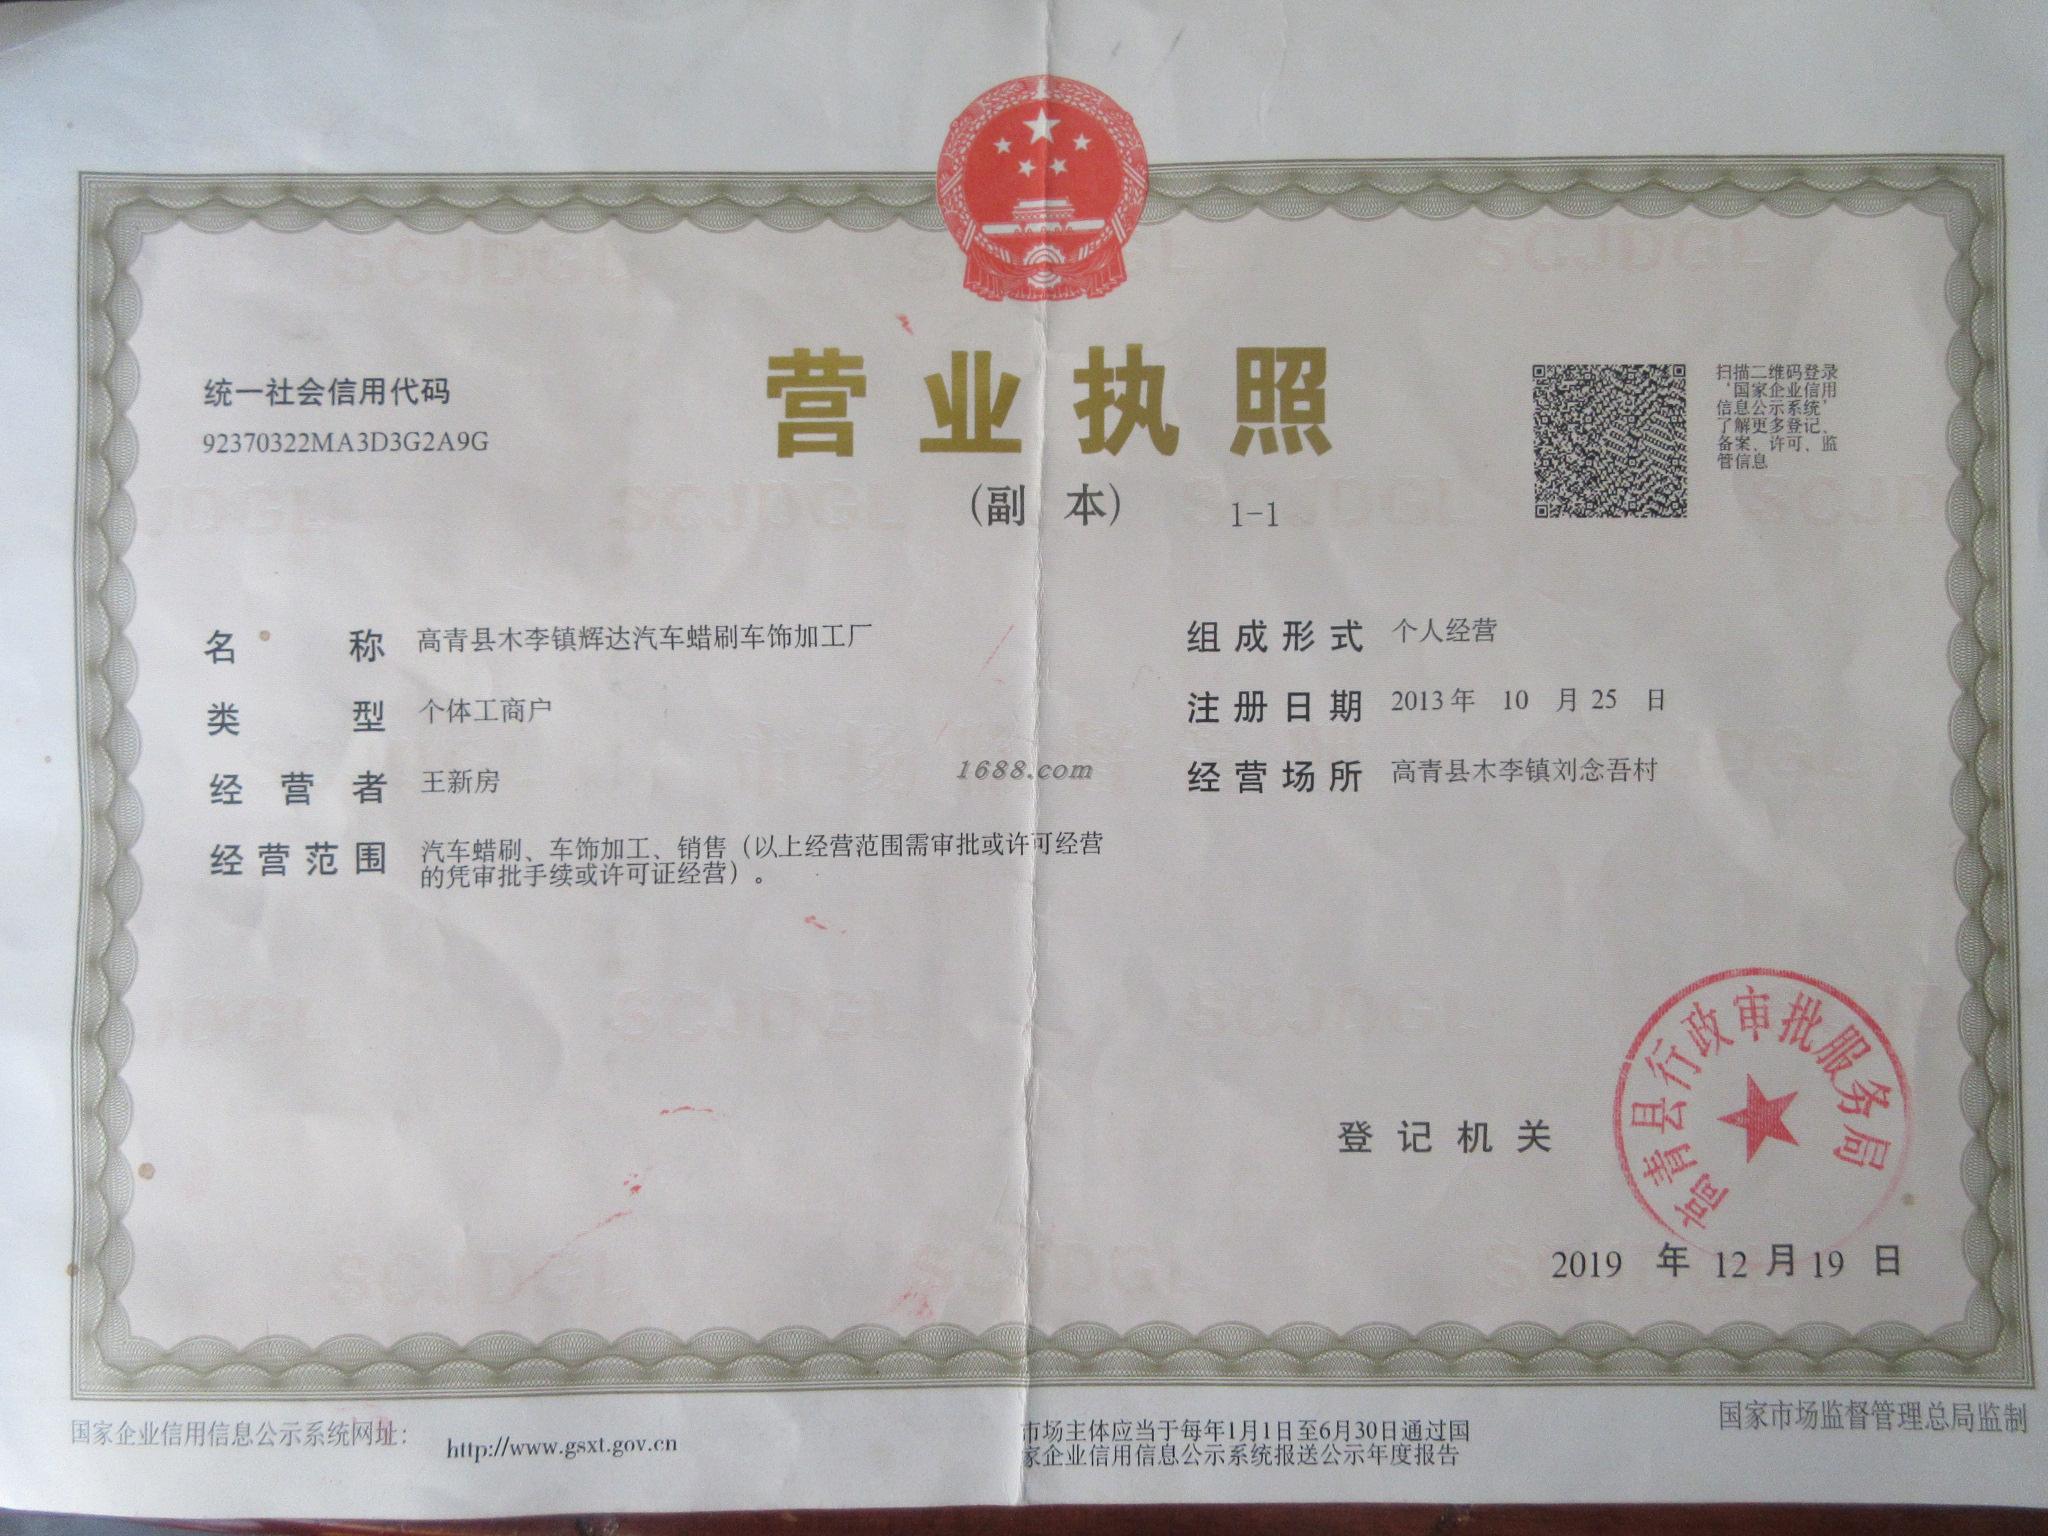 营业执照
(副 本) 1-1
统一社会信用代码
92370322MA3D3G2A9G
扫描二维码登录
‘国家企业信用
信息公示系统’
了解更多登记、
备案、许可、监
管信息
名称 高青县木李镇辉达汽车蜡刷车饰加工厂
类型 个体工商户
经营者 王新房
经营范围 汽车蜡刷、车饰加工、销售（以上经营范围需审批或许可经营
的凭审批手续或许可证经营）。
组成形式 个人经营
注册日期 2013年 10 月 25 日
经营场所 高青县木李镇刘念吾村
1688.com
登记机关
高青县行政审批服务局
2019 年 12 月 19 日
国家企业信用信息公示系统网址： http://www.gsxt.gov.cn
市场主体应当于每年1月1日至6月30日通过国
家企业信用信息公示系统报送公示年度报告
国家市场监督管理总局监制